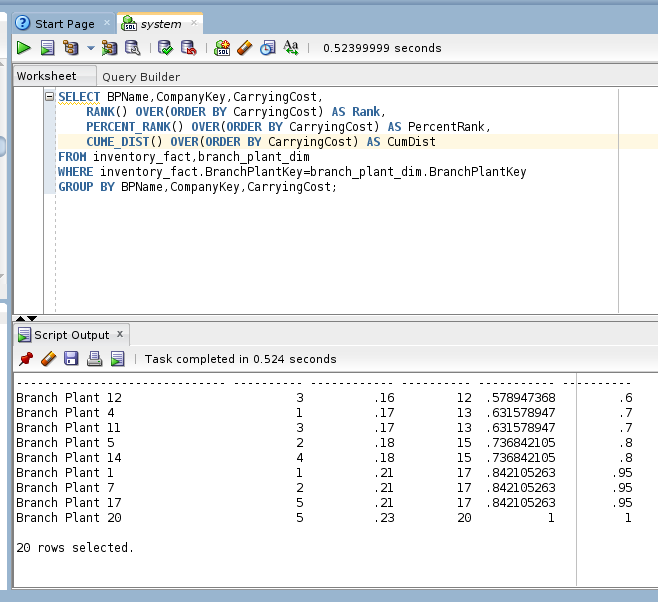 Start Page
system
0.52399999 seconds
Worksheet
Query Builder
SELECT BPName,CompanyKey,CarryingCost,
RANK() OVER(ORDER BY CarryingCost) AS Rank,
PERCENT_RANK() OVER(ORDER BY CarryingCost) AS PercentRank,
CUME_DIST() OVER(ORDER BY CarryingCost) AS CumDist
FROM inventory_fact,branch_plant_dim
WHERE inventory_fact.BranchPlantKey=branch_plant_dim.BranchPlantKey
GROUP BY BPName,CompanyKey,CarryingCost;
Script Output x
Task completed in 0.524 seconds
------------------------------ ---------- ------------ ---------- ----------- ----------
Branch Plant 12 3 .16 12 .578947368 .6
Branch Plant 4 1 .17 13 .631578947 .7
Branch Plant 11 3 .17 13 .631578947 .7
Branch Plant 5 2 .18 15 .736842105 .8
Branch Plant 14 4 .18 15 .736842105 .8
Branch Plant 1 1 .21 17 .842105263 .95
Branch Plant 7 2 .21 17 .842105263 .95
Branch Plant 17 5 .21 17 .842105263 .95
Branch Plant 20 5 .23 20 1 1
20 rows selected.